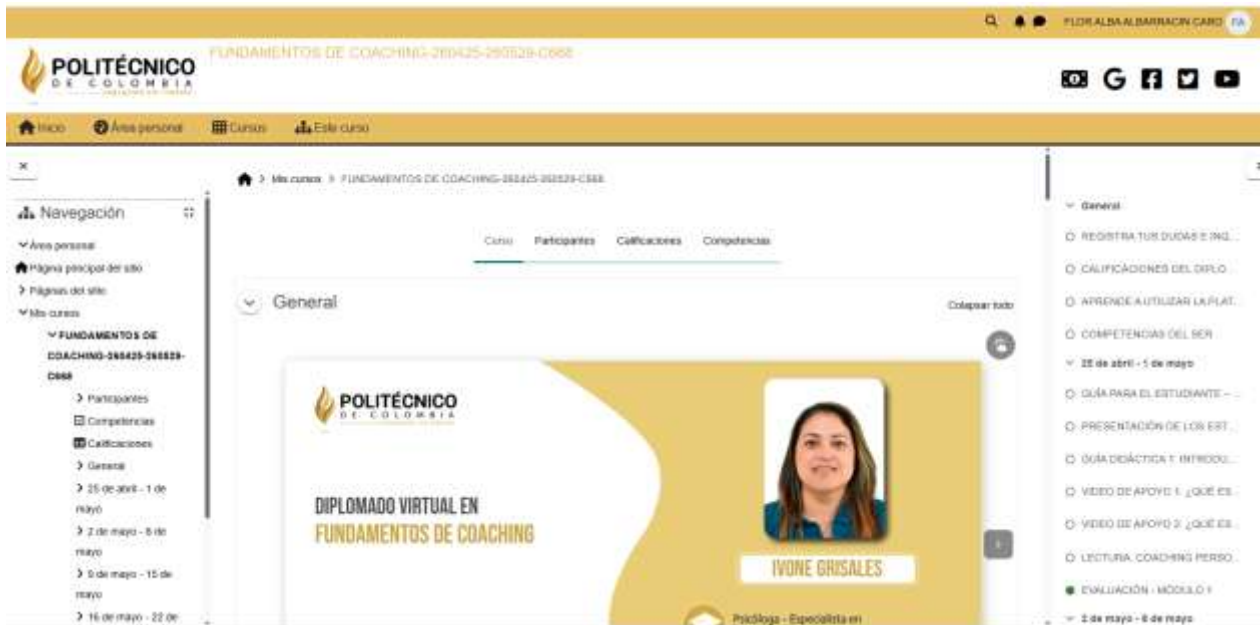 FLOR ALBA ALBARRACIN CARO FA
POLITÉCNICO
DE COLOMBIA
FUNDAMENTOS DE COACHING-260425-260529-C668
Inicio
Área personal
Cursos
Este curso
Mis cursos > FUNDAMENTOS DE COACHING-260425-260529-C668
Navegación
Área personal
Página principal del sitio
Páginas del sitio
Mis cursos
FUNDAMENTOS DE
COACHING-260425-260529-
C668
Participantes
Competencias
Calificaciones
General
25 de abril - 1 de
mayo
2 de mayo - 8 de
mayo
9 de mayo - 15 de
mayo
16 de mayo - 22 de
Curso
Participantes
Calificaciones
Competencias
General
Colapsar todo
POLITÉCNICO
DE COLOMBIA
DIPLOMADO VIRTUAL EN
FUNDAMENTOS DE COACHING
IVONE GRISALES
Psicóloga - Especialista en
General
REGISTRA TUS DUDAS E INQ...
CALIFICACIONES DEL DIPLO...
APRENDE A UTILIZAR LA PLAT...
COMPETENCIAS DEL SER
25 de abril - 1 de mayo
GUÍA PARA EL ESTUDIANTE – ...
PRESENTACIÓN DE LOS EST...
GUÍA DIDÁCTICA 1: INTRODU...
VIDEO DE APOYO 1. ¿QUÉ ES...
VIDEO DE APOYO 2. ¿QUÉ ES...
LECTURA. COACHING PERSO...
EVALUACIÓN - MÓDULO 1
2 de mayo - 8 de mayo